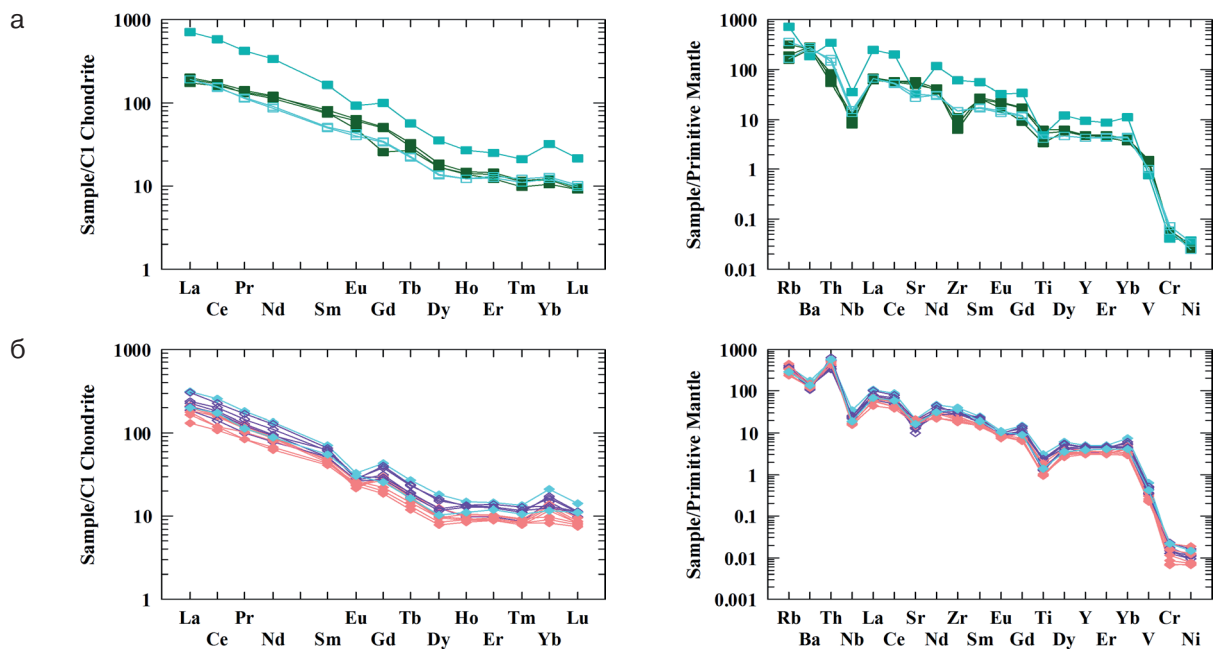 а
Sample/C1 Chondrite
1000
100
10
1
La Pr Eu Tb Ho Tm Lu
Ce Nd Sm Gd Dy Er Yb
Sample/Primitive Mantle
1000
100
10
1
0.1
0.01
Rb Th La Sr Zr Eu Ti Y Yb Cr
Ba Nb Ce Nd Sm Gd Dy Er V Ni
б
Sample/C1 Chondrite
1000
100
10
1
La Pr Eu Tb Ho Tm Lu
Ce Nd Sm Gd Dy Er Yb
Sample/Primitive Mantle
1000
100
10
1
0.1
0.01
0.001
Rb Th La Sr Zr Eu Ti Y Yb Cr
Ba Nb Ce Nd Sm Gd Dy Er V Ni